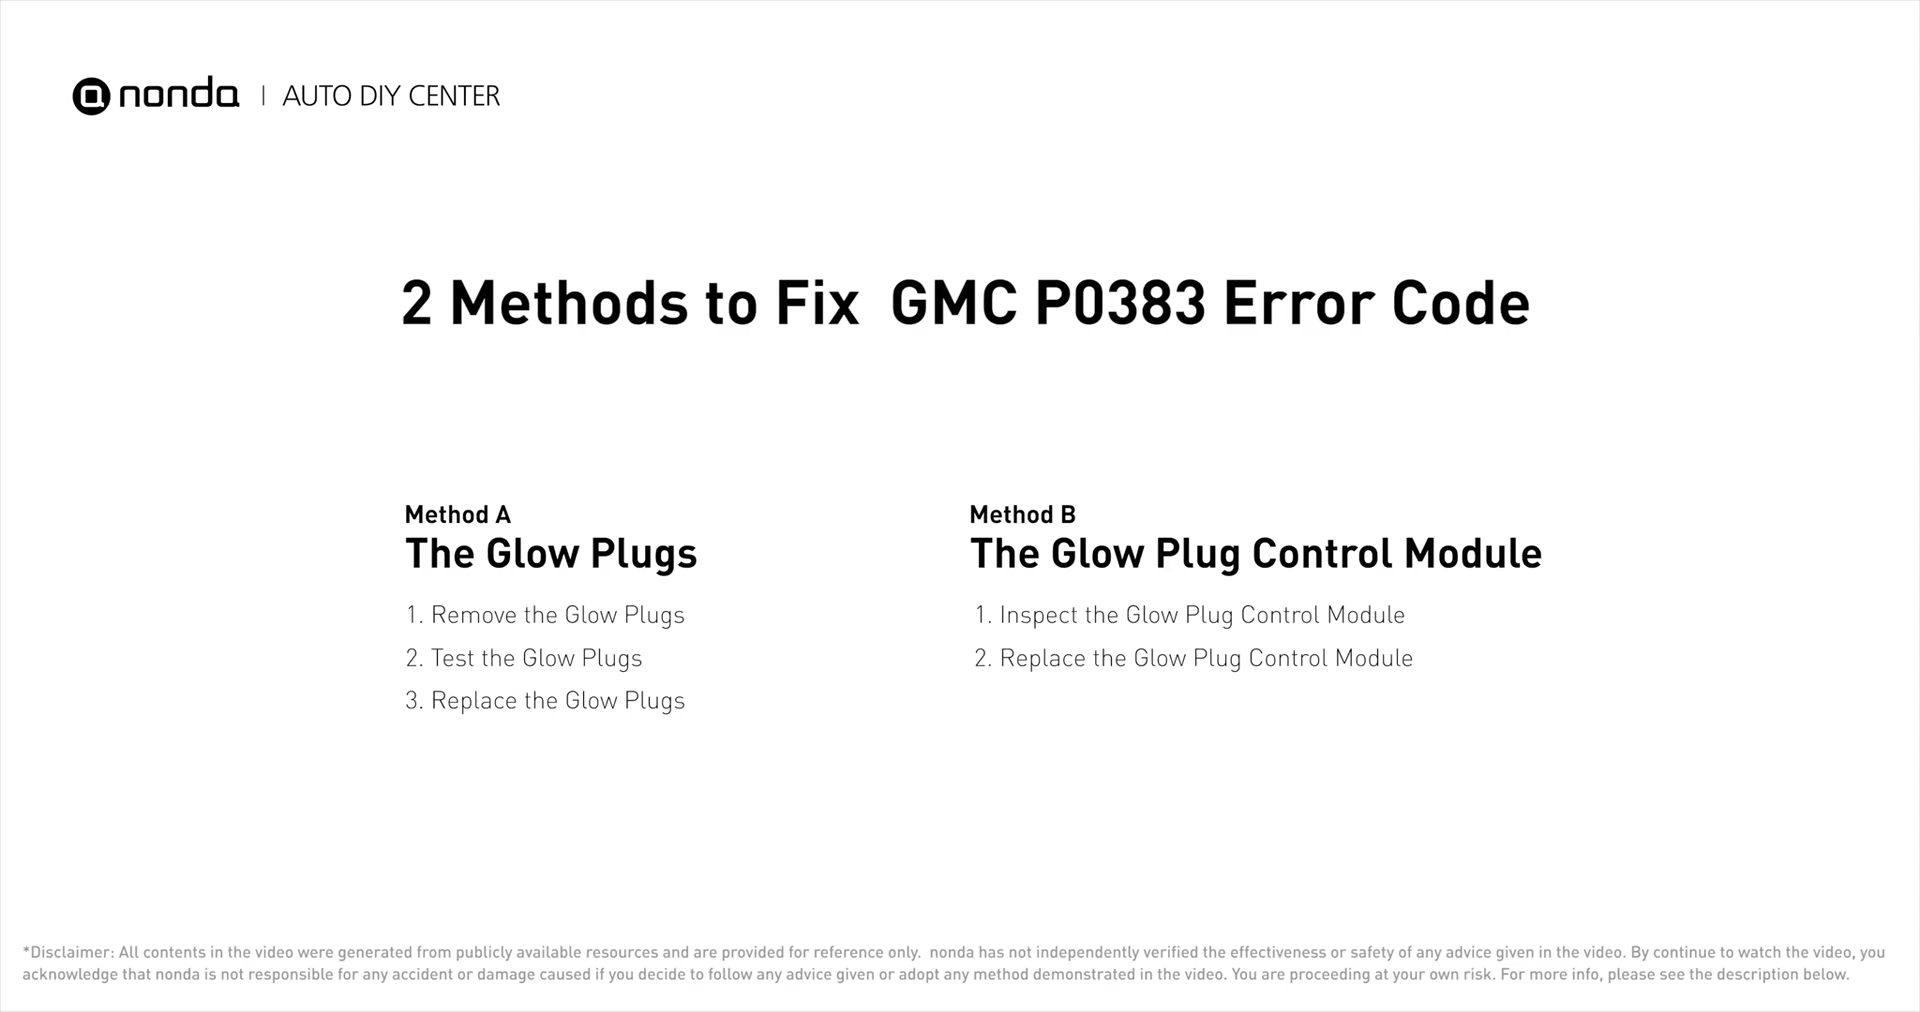 nonda | AUTO DIY CENTER
2 Methods to Fix GMC P0383 Error Code
Method A
The Glow Plugs
1. Remove the Glow Plugs
2. Test the Glow Plugs
3. Replace the Glow Plugs
Method B
The Glow Plug Control Module
1. Inspect the Glow Plug Control Module
2. Replace the Glow Plug Control Module
*Disclaimer: All contents in the video were generated from publicly available resources and are provided for reference only. nonda has not independently verified the effectiveness or safety of any advice given in the video. By continue to watch the video, you
acknowledge that nonda is not responsible for any accident or damage caused if you decide to follow any advice given or adopt any method demonstrated in the video. You are proceeding at your own risk. For more info, please see the description below.